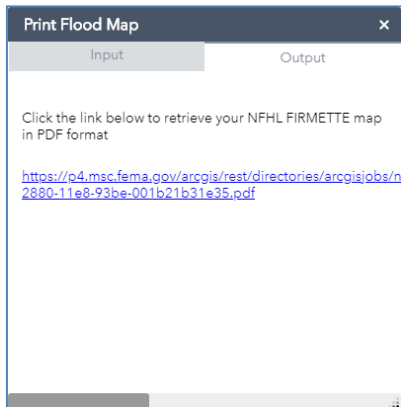 Print Flood Map ×
Input Output
Click the link below to retrieve your NFHL FIRMETTE map
in PDF format
https://p4.msc.fema.gov/arcgis/rest/directories/arcgisjobs/n
2880-11e8-93be-001b21b31e35.pdf